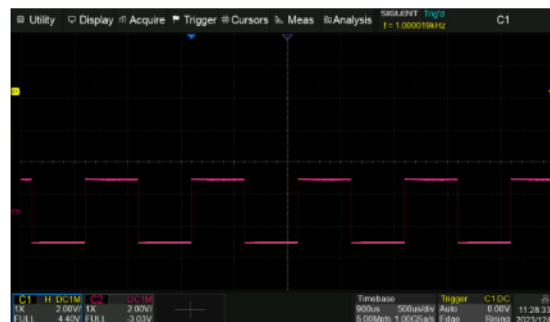 Utility Display Acquire Trigger Cursors Meas Analysis SIGLENT Trig'd C1
f = 1.000019kHz
C1 H DC1M C2 DC1M Timebase Trigger C1 DC
1X 2.00V/ 1X 2.00V/ 900us 500us/div Auto 0.00V 11:28:33
FULL 4.40V FULL -3.03V 5.00Mpts 1.00GSa/s Edge Rising